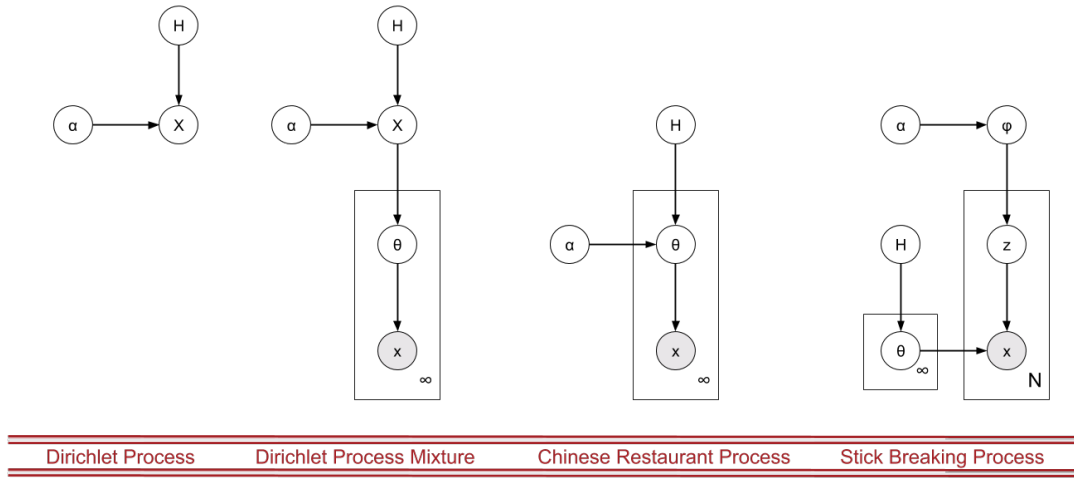 H
α
X
H
α
X
θ
x
∞
H
α
θ
x
∞
α
φ
H
z
θ
∞
x
N
Dirichlet Process
Dirichlet Process Mixture
Chinese Restaurant Process
Stick Breaking Process